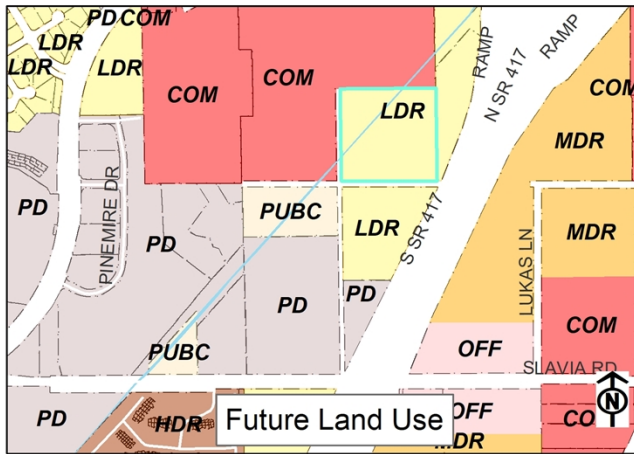 PD COM
LDR
LDR
LDR
LDR
COM
COM
LDR
RAMP
RAMP
N SR 417
COM
MDR
PD
PINEMIRE DR
PD
PUBC
LDR
S SR 417
LUKAS LN
MDR
PD
PD
COM
PUBC
OFF
SLAVIA RD
PD
HDR
OFF
CO
N
MDR
Future Land Use